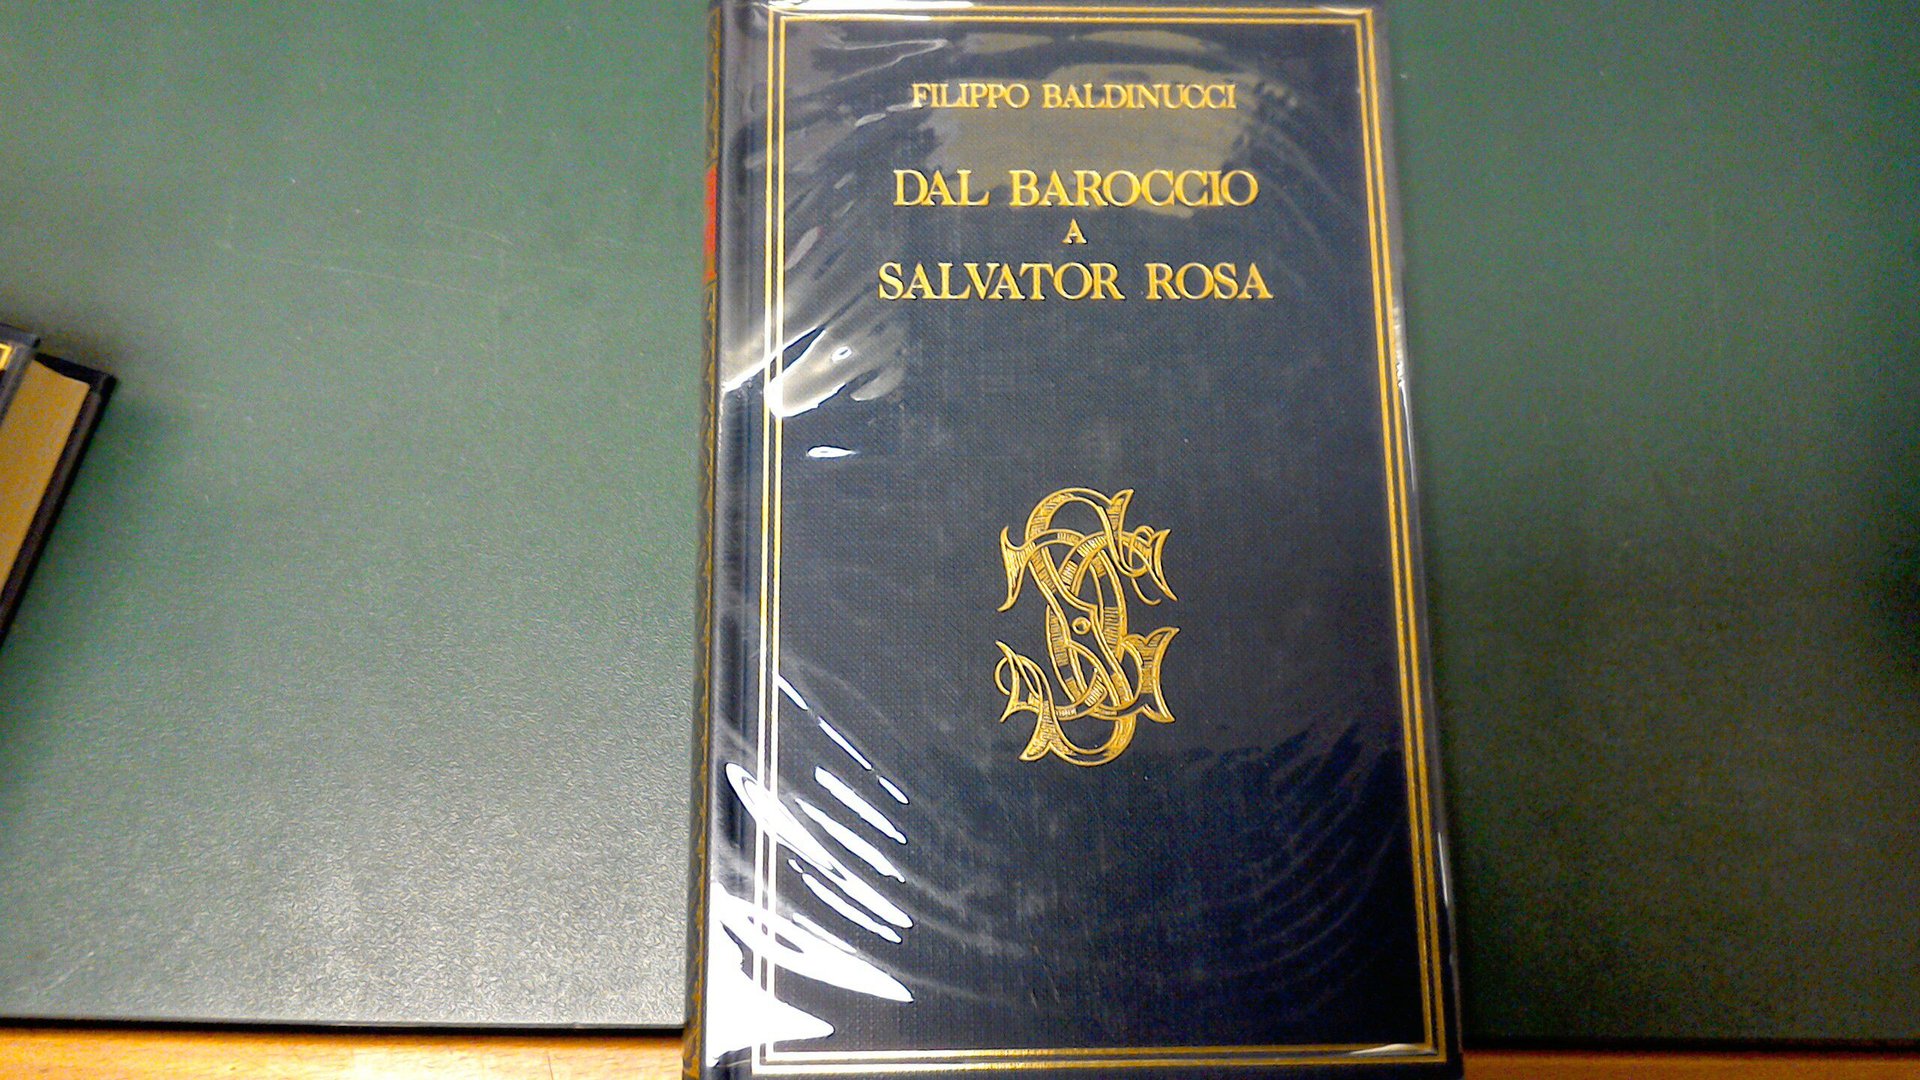 FILIPPO BALDINUCCI
DAL BAROCCIO
A
SALVATOR ROSA